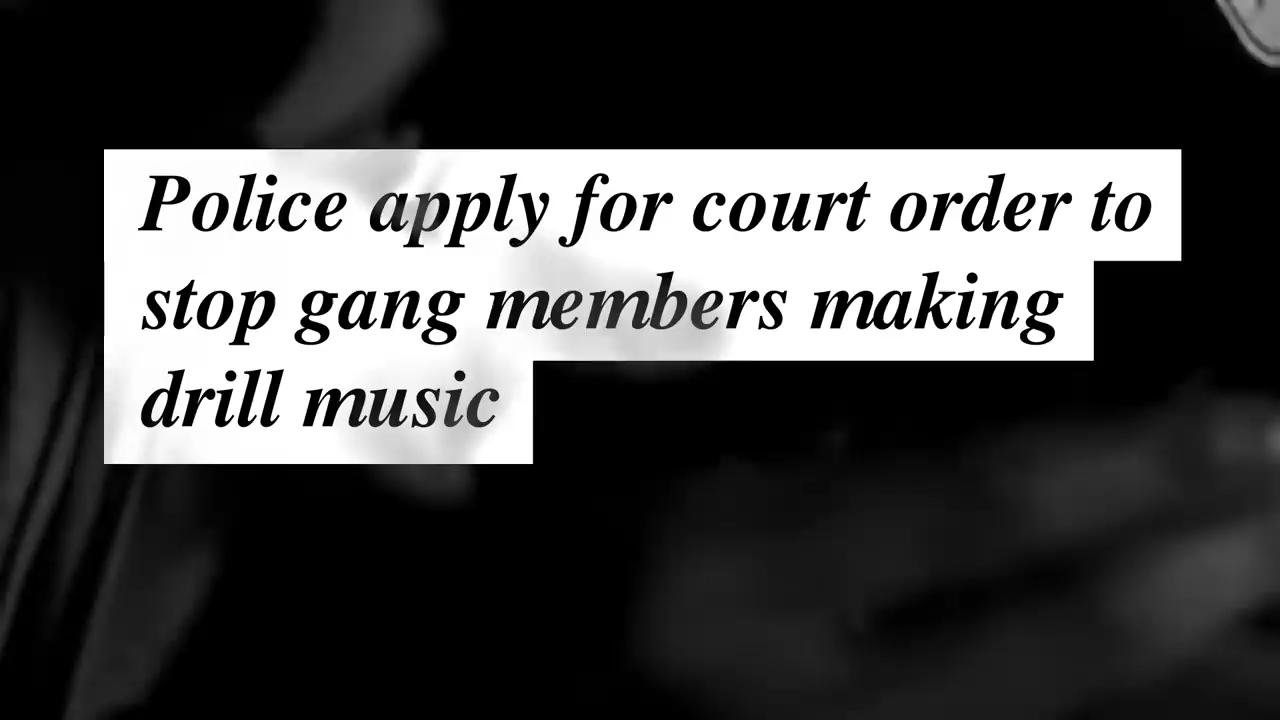 Police apply for court order to
stop gang members making
drill music